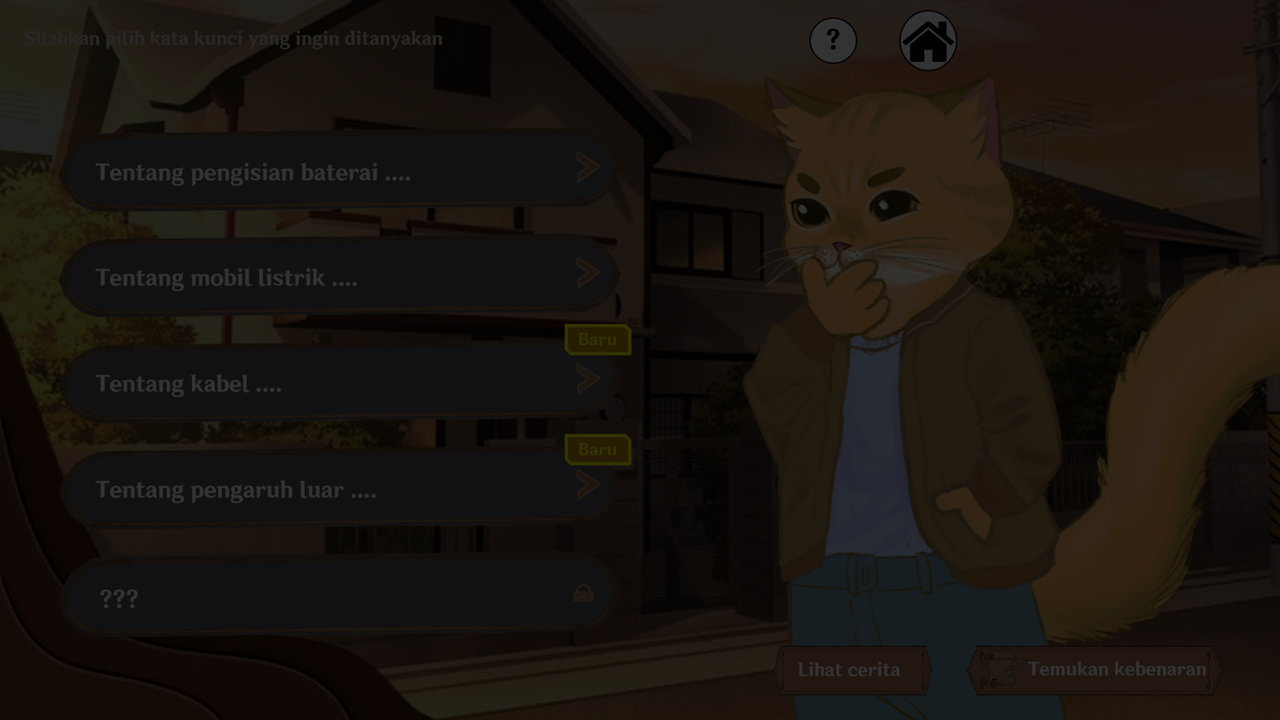 Silahkan pilih kata kunci yang ingin ditanyakan
?
Tentang pengisian baterai ....
Tentang mobil listrik ....
Baru
Tentang kabel ....
Baru
Tentang pengaruh luar ....
???
Lihat cerita
Temukan kebenaran